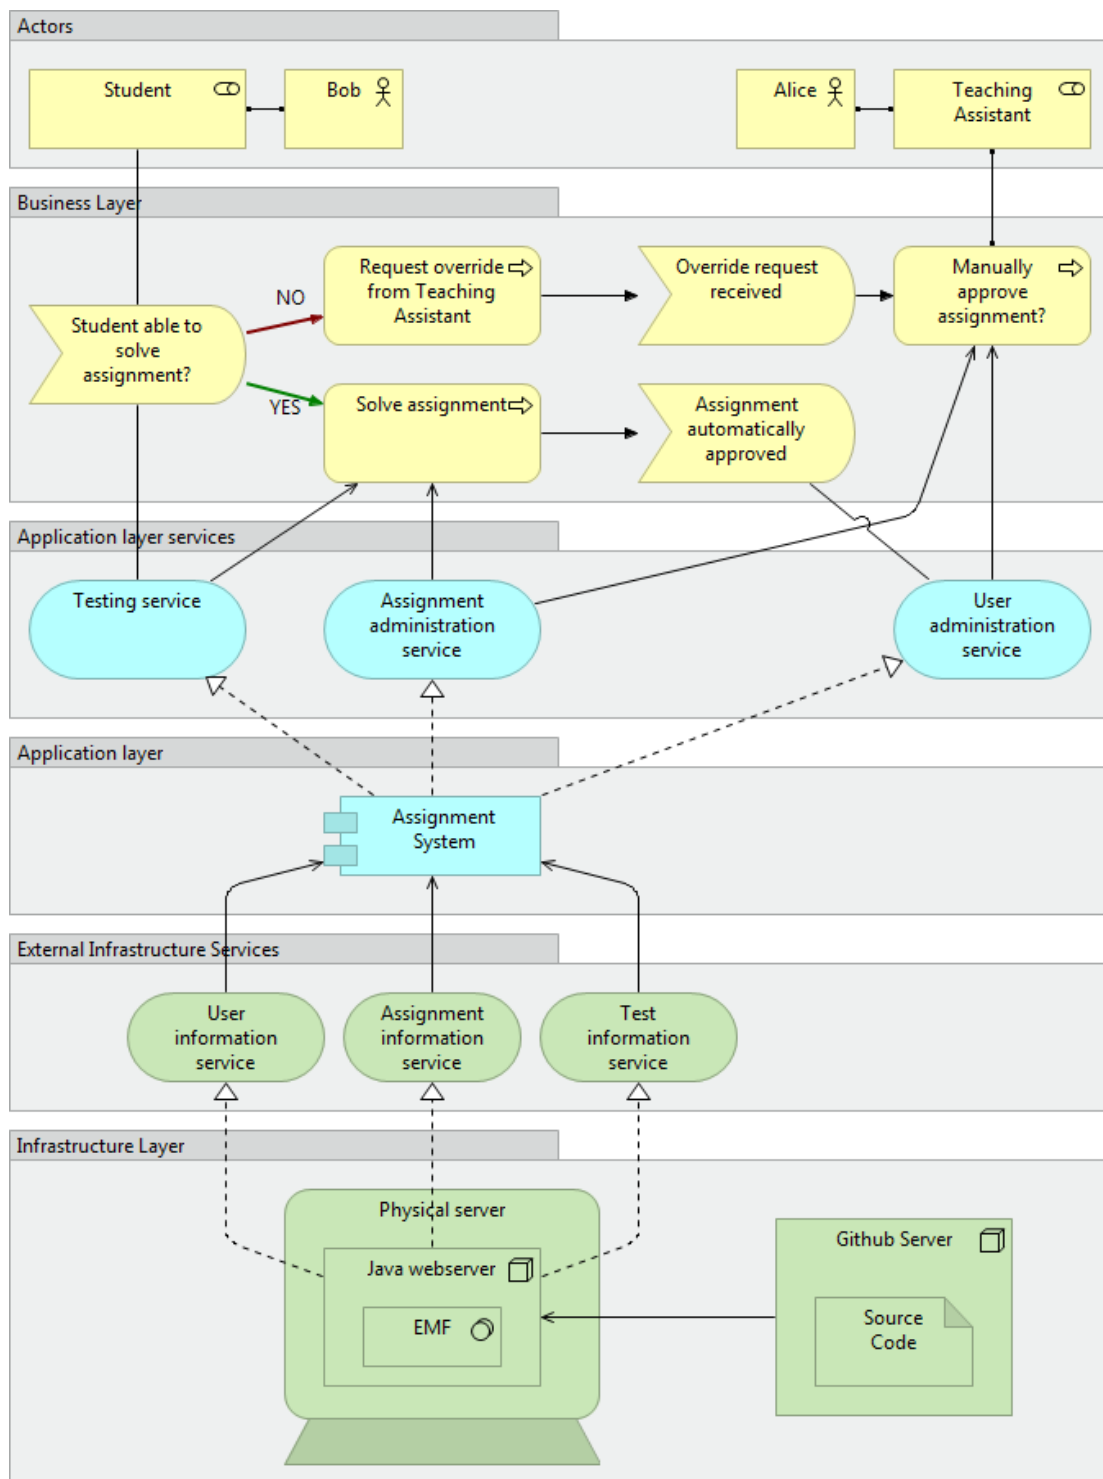 Actors
Student
Bob
Alice
Teaching
Assistant
Business Layer
Request override
from Teaching
Assistant
Override request
received
Manually
approve
assignment?
NO
Student able to
solve
assignment?
YES
Solve assignment
Assignment
automatically
approved
Application layer services
Testing service
Assignment
administration
service
User
administration
service
Application layer
Assignment
System
External Infrastructure Services
User
information
service
Assignment
information
service
Test
information
service
Infrastructure Layer
Physical server
Java webserver
EMF
Github Server
Source
Code